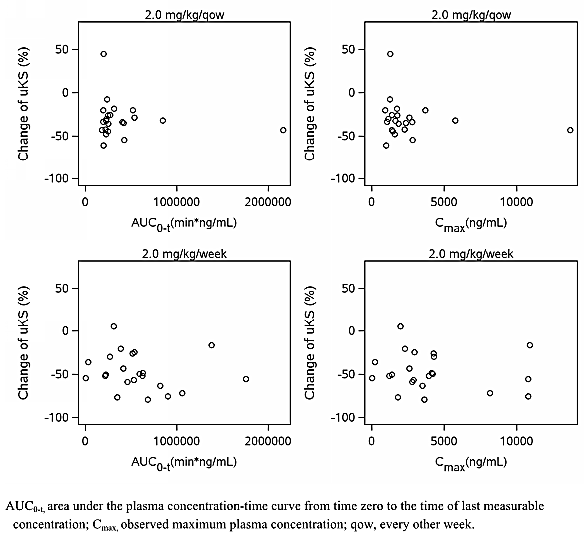 2.0 mg/kg/qow
2.0 mg/kg/qow
Change of uKS (%)
50
0
-50
-100
0
1000000
2000000
AUC0-t(min*ng/mL)
Change of uKS (%)
50
0
-50
-100
0
5000
10000
Cmax(ng/mL)
2.0 mg/kg/week
2.0 mg/kg/week
Change of uKS (%)
50
0
-50
-100
0
1000000
2000000
AUC0-t(min*ng/mL)
Change of uKS (%)
50
0
-50
-100
0
5000
10000
Cmax(ng/mL)
AUC0-t, area under the plasma concentration-time curve from time zero to the time of last measurable
concentration; Cmax, observed maximum plasma concentration; qow, every other week.